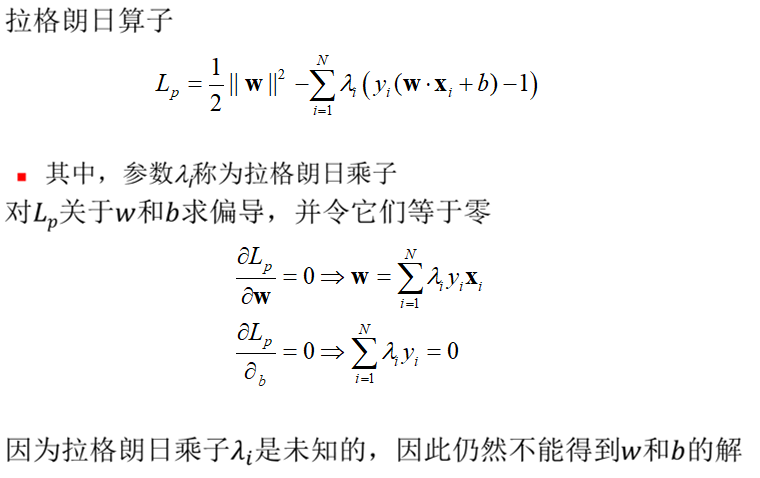 拉格朗日算子
$L_p = \frac{1}{2} \| \mathbf{w} \|^2 - \sum_{i=1}^{N} \lambda_i \left( y_i (\mathbf{w} \cdot \mathbf{x}_i + b) - 1 \right)$
▪ 其中，参数$\lambda_i$称为拉格朗日乘子
对$L_p$关于$w$和$b$求偏导，并令它们等于零
$\frac{\partial L_p}{\partial \mathbf{w}} = 0 \Rightarrow \mathbf{w} = \sum_{i=1}^{N} \lambda_i y_i \mathbf{x}_i$
$\frac{\partial L_p}{\partial_b} = 0 \Rightarrow \sum_{i=1}^{N} \lambda_i y_i = 0$
因为拉格朗日乘子$\lambda_i$是未知的，因此仍然不能得到$w$和$b$的解